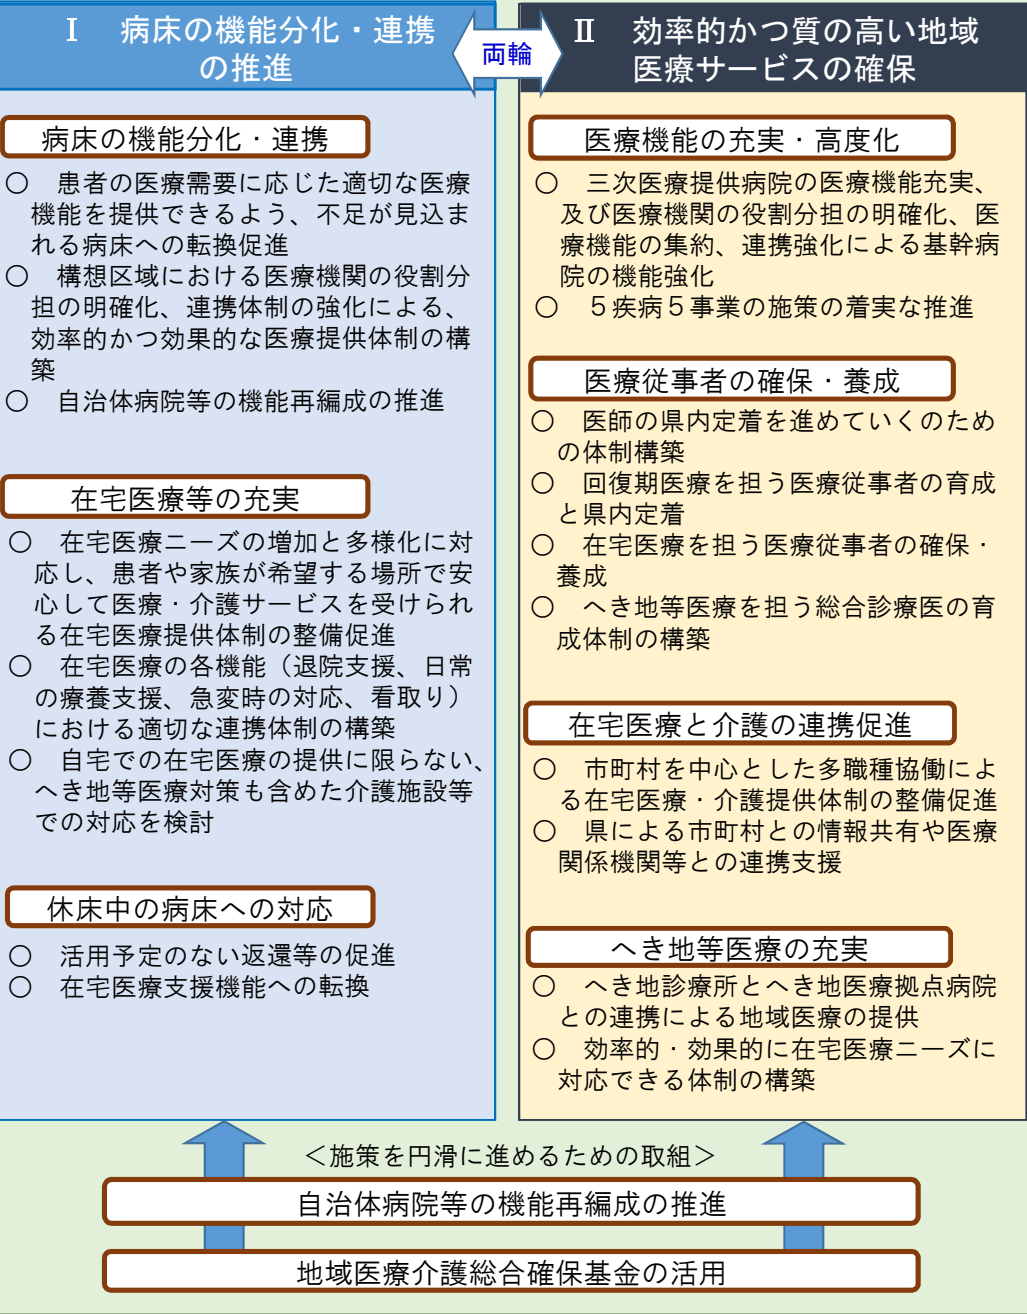 Ⅰ 病床の機能分化・連携
の推進
両輪
Ⅱ 効率的かつ質の高い地域
医療サービスの確保
病床の機能分化・連携
○ 患者の医療需要に応じた適切な医療
機能を提供できるよう、不足が見込ま
れる病床への転換促進
○ 構想区域における医療機関の役割分
担の明確化、連携体制の強化による、
効率的かつ効果的な医療提供体制の構
築
○ 自治体病院等の機能再編成の推進
在宅医療等の充実
○ 在宅医療ニーズの増加と多様化に対
応し、患者や家族が希望する場所で安
心して医療・介護サービスを受けられ
る在宅医療提供体制の整備促進
○ 在宅医療の各機能（退院支援、日常
の療養支援、急変時の対応、看取り）
における適切な連携体制の構築
○ 自宅での在宅医療の提供に限らない、
へき地等医療対策も含めた介護施設等
での対応を検討
休床中の病床への対応
○ 活用予定のない返還等の促進
○ 在宅医療支援機能への転換
医療機能の充実・高度化
○ 三次医療提供病院の医療機能充実、
及び医療機関の役割分担の明確化、医
療機能の集約、連携強化による基幹病
院の機能強化
○ ５疾病５事業の施策の着実な推進
医療従事者の確保・養成
○ 医師の県内定着を進めていくのため
の体制構築
○ 回復期医療を担う医療従事者の育成
と県内定着
○ 在宅医療を担う医療従事者の確保・
養成
○ へき地等医療を担う総合診療医の育
成体制の構築
在宅医療と介護の連携促進
○ 市町村を中心とした多職種協働によ
る在宅医療・介護提供体制の整備促進
○ 県による市町村との情報共有や医療
関係機関等との連携支援
へき地等医療の充実
○ へき地診療所とへき地医療拠点病院
との連携による地域医療の提供
○ 効率的・効果的に在宅医療ニーズに
対応できる体制の構築
＜施策を円滑に進めるための取組＞
自治体病院等の機能再編成の推進
地域医療介護総合確保基金の活用